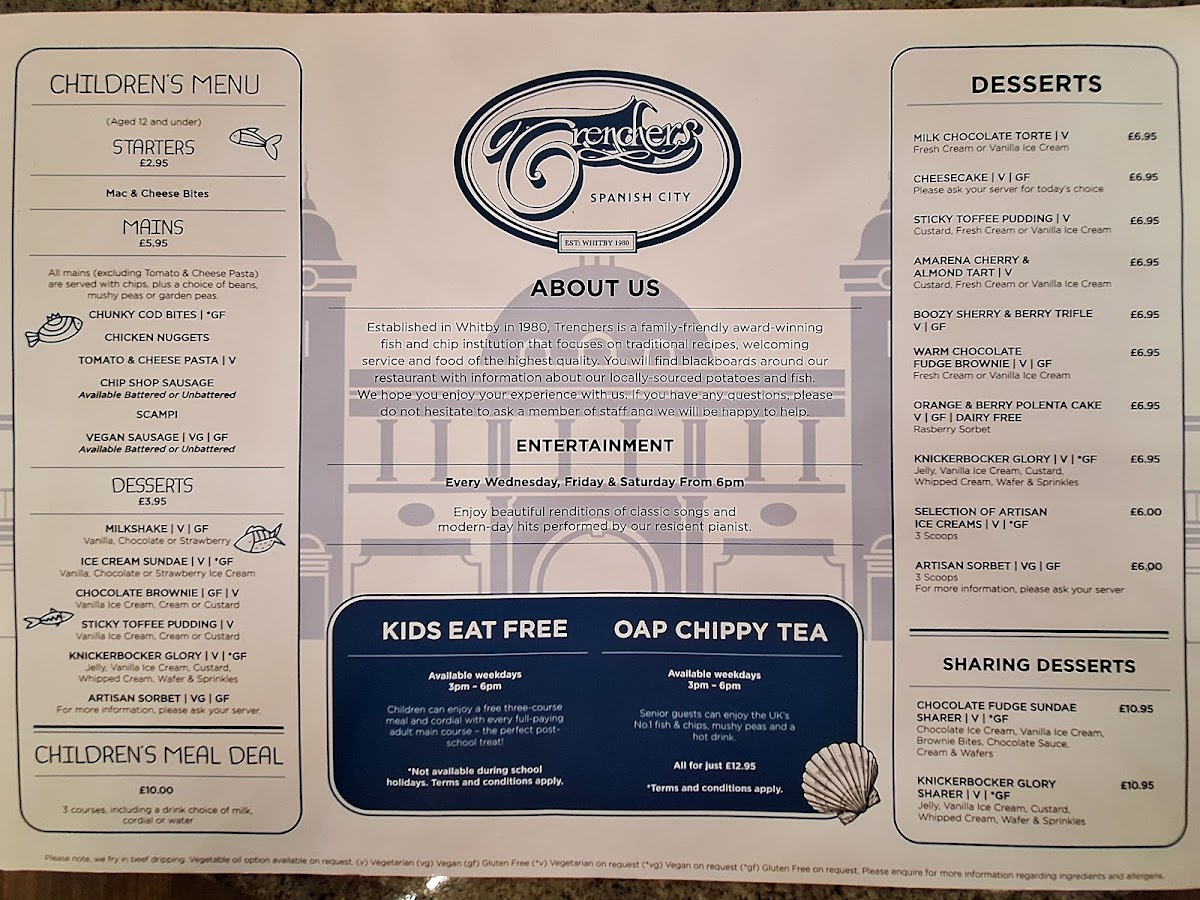 CHILDREN'S MENU
(Aged 12 and under)
STARTERS
£2.95
Mac & Cheese Bites
MAINS
£5.95
All mains (excluding Tomato & Cheese Pasta)
are served with chips, plus a choice of beans,
mushy peas or garden peas.
CHUNKY COD BITES | *GF
CHICKEN NUGGETS
TOMATO & CHEESE PASTA | V
CHIP SHOP SAUSAGE
Available Battered or Unbattered
SCAMPI
VEGAN SAUSAGE | VG | GF
Available Battered or Unbattered
DESSERTS
£3.95
MILKSHAKE | V | GF
Vanilla, Chocolate or Strawberry
ICE CREAM SUNDAE | V | *GF
Vanilla, Chocolate or Strawberry Ice Cream
CHOCOLATE BROWNIE | GF | V
Vanilla Ice Cream, Cream or Custard
STICKY TOFFEE PUDDING | V
Vanilla Ice Cream, Cream or Custard
KNICKERBOCKER GLORY | V | *GF
Jelly, Vanilla Ice Cream, Custard,
Whipped Cream, Wafer & Sprinkles
ARTISAN SORBET | VG | GF
For more information, please ask your server.
CHILDREN'S MEAL DEAL
£10.00
3 courses, including a drink choice of milk,
cordial or water
Trenchers
SPANISH CITY
EST: WHITBY 1980
ABOUT US
Established in Whitby in 1980, Trenchers is a family-friendly award-winning
fish and chip institution that focuses on traditional recipes, welcoming
service and food of the highest quality. You will find blackboards around our
restaurant with information about our locally-sourced potatoes and fish.
We hope you enjoy your experience with us. If you have any questions, please
do not hesitate to ask a member of staff and we will be happy to help.
ENTERTAINMENT
Every Wednesday, Friday & Saturday From 6pm
Enjoy beautiful renditions of classic songs and
modern-day hits performed by our resident pianist.
KIDS EAT FREE
Available weekdays
3pm - 6pm
Children can enjoy a free three-course
meal and cordial with every full-paying
adult main course - the perfect post-
school treat!
*Not available during school
holidays. Terms and conditions apply.
OAP CHIPPY TEA
Available weekdays
3pm - 6pm
Senior guests can enjoy the UK's
No.1 fish & chips, mushy peas and a
hot drink.
All for just £12.95
*Terms and conditions apply.
DESSERTS
MILK CHOCOLATE TORTE | V £6.95
Fresh Cream or Vanilla Ice Cream
CHEESECAKE | V | GF £6.95
Please ask your server for today's choice
STICKY TOFFEE PUDDING | V £6.95
Custard, Fresh Cream or Vanilla Ice Cream
AMARENA CHERRY & £6.95
ALMOND TART | V
Custard, Fresh Cream or Vanilla Ice Cream
BOOZY SHERRY & BERRY TRIFLE £6.95
V | GF
WARM CHOCOLATE £6.95
FUDGE BROWNIE | V | GF
Fresh Cream or Vanilla Ice Cream
ORANGE & BERRY POLENTA CAKE £6.95
V | GF | DAIRY FREE
Rasberry Sorbet
KNICKERBOCKER GLORY | V | *GF £6.95
Jelly, Vanilla Ice Cream, Custard,
Whipped Cream, Wafer & Sprinkles
SELECTION OF ARTISAN £6.00
ICE CREAMS | V | *GF
3 Scoops
ARTISAN SORBET | VG | GF £6.00
3 Scoops
For more information, please ask your server
SHARING DESSERTS
CHOCOLATE FUDGE SUNDAE £10.95
SHARER | V | *GF
Chocolate Ice Cream, Vanilla Ice Cream,
Brownie Bites, Chocolate Sauce,
Cream & Wafers
KNICKERBOCKER GLORY £10.95
SHARER | V | *GF
Jelly, Vanilla Ice Cream, Custard,
Whipped Cream, Wafer & Sprinkles
Please note, we fry in beef dripping. Vegetable oil option available on request. (v) Vegetarian (vg) Vegan (gf) Gluten Free (*v) Vegetarian on request (*vg) Vegan on request (*gf) Gluten Free on request. Please enquire for more information regarding ingredients and allergens.